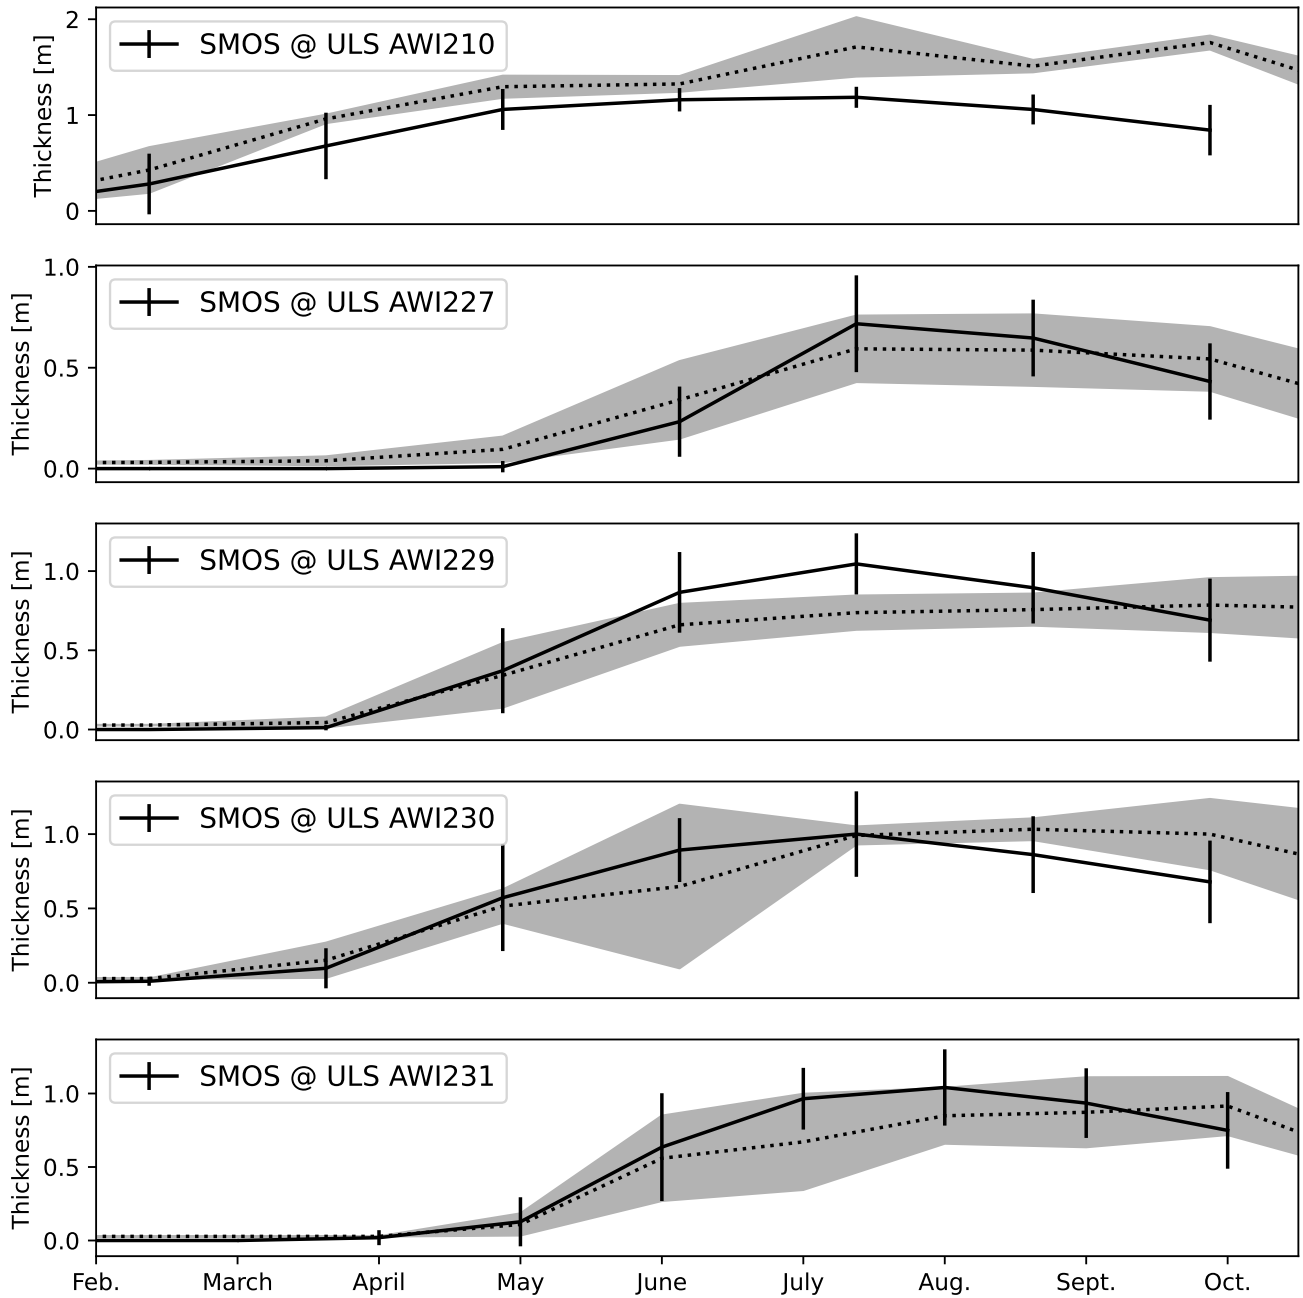 SMOS @ ULS AWI210
Thickness [m]
2
1
0
SMOS @ ULS AWI227
Thickness [m]
1.0
0.5
0.0
SMOS @ ULS AWI229
Thickness [m]
1.0
0.5
0.0
SMOS @ ULS AWI230
Thickness [m]
1.0
0.5
0.0
SMOS @ ULS AWI231
Thickness [m]
1.0
0.5
0.0
Feb. March April May June July Aug. Sept. Oct.